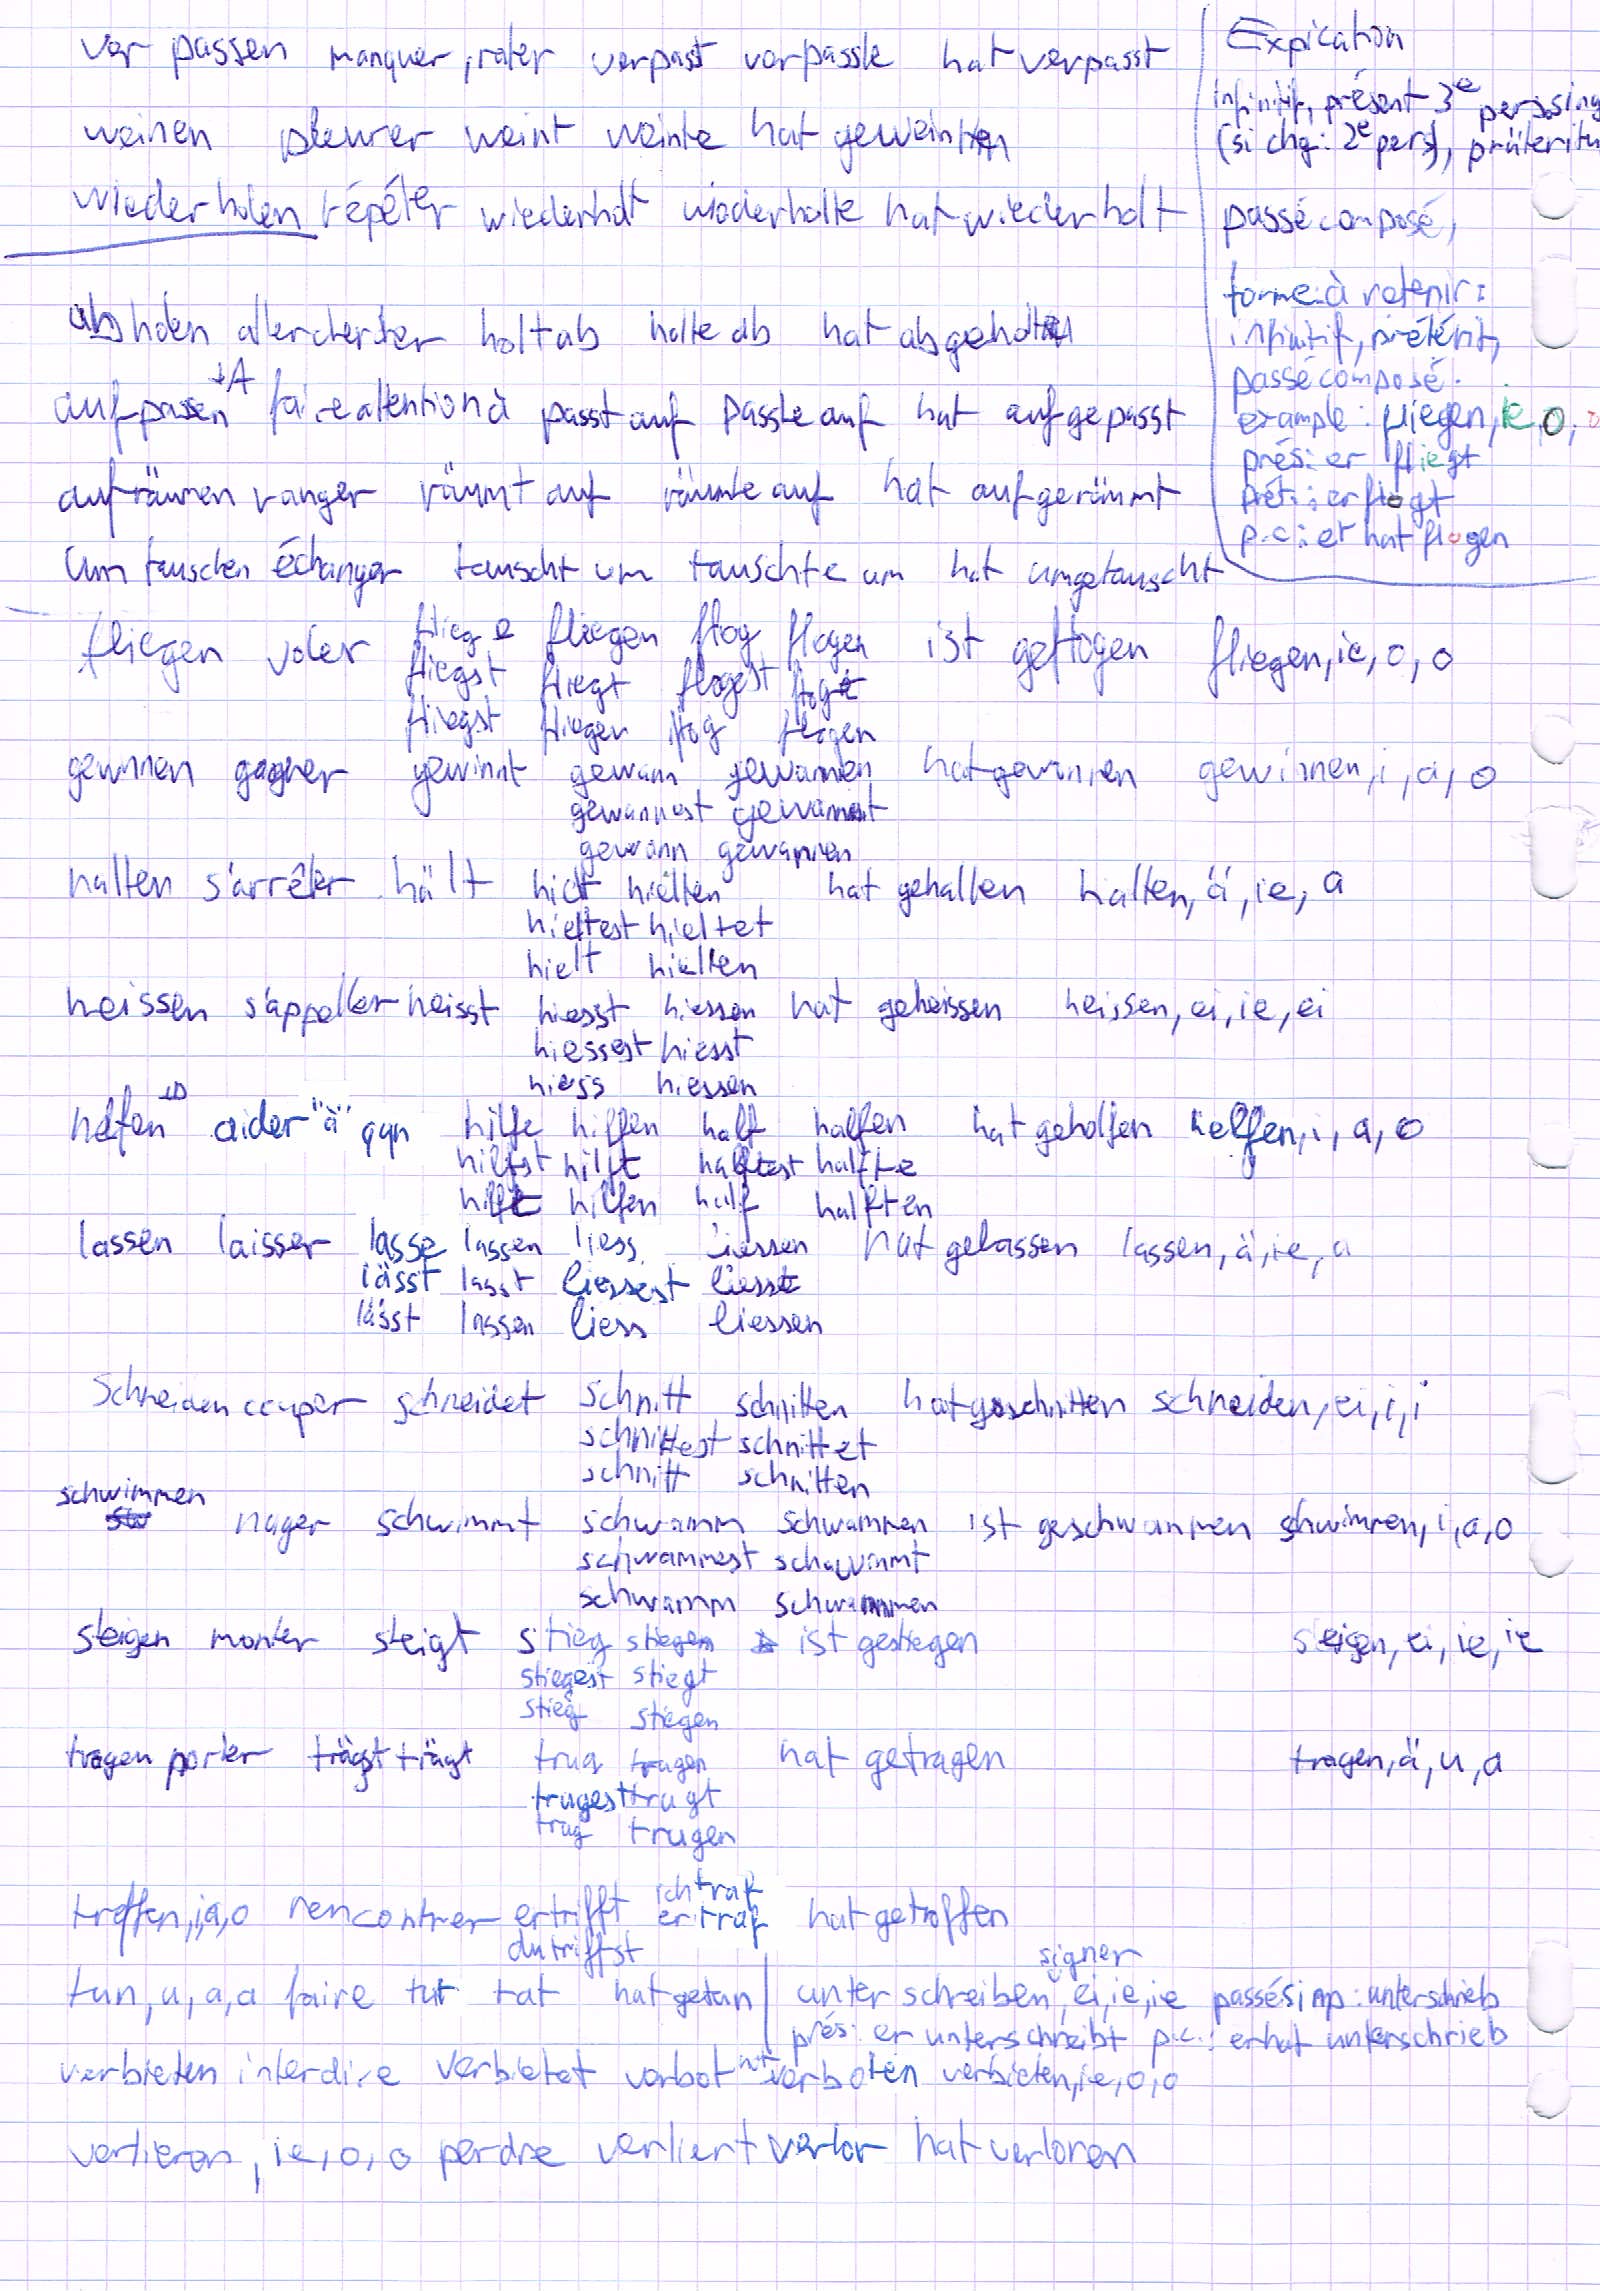 verpassen manquer, rater verpasst verpasste hat verpasst
weinen pleurer weint weinte hat geweint
wiederholen répéter wiederholt wiederholte hat wiederholt
abholen aller chercher holt ab holte ab hat abgeholt
↓A
aufpassen faire attention à passt auf passte auf hat aufgepasst
aufräumen ranger räumt auf räumte auf hat aufgeräumt
Umtauschen échanger tauscht um tauschte um hat umgetauscht
Expication
infinitif, présent 3e pers sing
(si chg: 2e pers), präteritu
passé composé,
forme à retenir:
infinitif, prétérit,
passé composé.
example: fliegen, ie, o, o
prés: er fliegt
prét: er flogt
p.c: er hat flogen
fliegen voler fliege fliegen flog flogen ist geflogen fliegen, ie, o, o
fliegst fliegt flogest flogt
fliegst fliegen flog flogen
gewinnen gagner gewinnt gewann gewannen hat gewonnen gewinnen, i, a, o
gewannest gewannt
gewann gewannen
halten s'arrêter hält hielt hielten hat gehalten halten, ä, ie, a
hieltest hieltet
hielt hielten
heissen s'appeller heisst hiesst hiessen hat geheissen heissen, ei, ie, ei
hiessest hiesst
hiess hiessen
helfen +D aider "à" qqn hilfe hilfen half halfen hat geholfen helfen, i, a, o
hilfst hilft halftest halfte
hilft hilfen half halften
lassen laisser lasse lassen liess liessen hat gelassen lassen, ä, ie, a
lässt lasst liessest liesst
lässt lassen liess liessen
Schneiden couper schneidet schnitt schnitten hat geschnitten schneiden, ei, i, i
schnittest schnittet
schnitt schnitten
schwimmen nager schwimmt schwamm schwammen ist geschwammen schwimmen, i, a, o
schwammest schwammt
schwamm schwammen
steigen monter steigt stieg stiegen ist gestiegen steigen, ei, ie, ie
stiegest stiegt
stieg stiegen
tragen porter trägst trägt trug trugen hat getragen tragen, ä, u, a
trugest trugt
trug trugen
ich traf
treffen, i, a, o rencontrer er trifft er traf hat getroffen
du triffst
tun, u, a, a faire tut tat hat getan
signer
unterschreiben, ei, ie, ie passé simp: unterschrieb
prés: er unterschreibt p.c.: er hat unterschrieb
verbieten interdire verbietet verbot hat verboten verbieten, ie, o, o
verlieren, ie, o, o perdre verliert verlor hat verloren